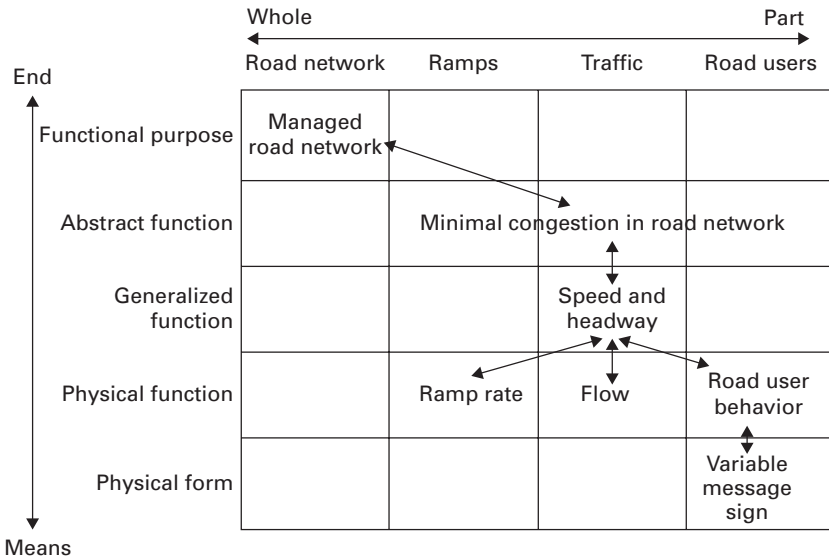 Whole Part
Road network Ramps Traffic Road users
End
Functional purpose
Managed
road network
Abstract function
Minimal congestion in road network
Generalized
function
Speed and
headway
Physical function
Ramp rate
Flow
Road user
behavior
Physical form
Variable
message
sign
Means